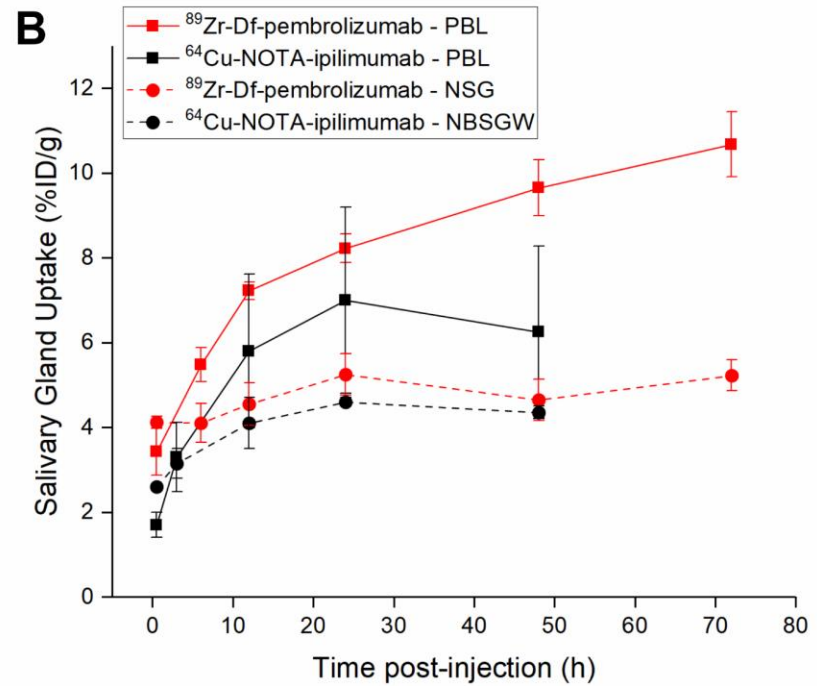 B
⁸⁹Zr-Df-pembrolizumab - PBL
⁶⁴Cu-NOTA-ipilimumab - PBL
⁸⁹Zr-Df-pembrolizumab - NSG
⁶⁴Cu-NOTA-ipilimumab - NBSGW
Salivary Gland Uptake (%ID/g)
12
10
8
6
4
2
0
0 10 20 30 40 50 60 70 80
Time post-injection (h)